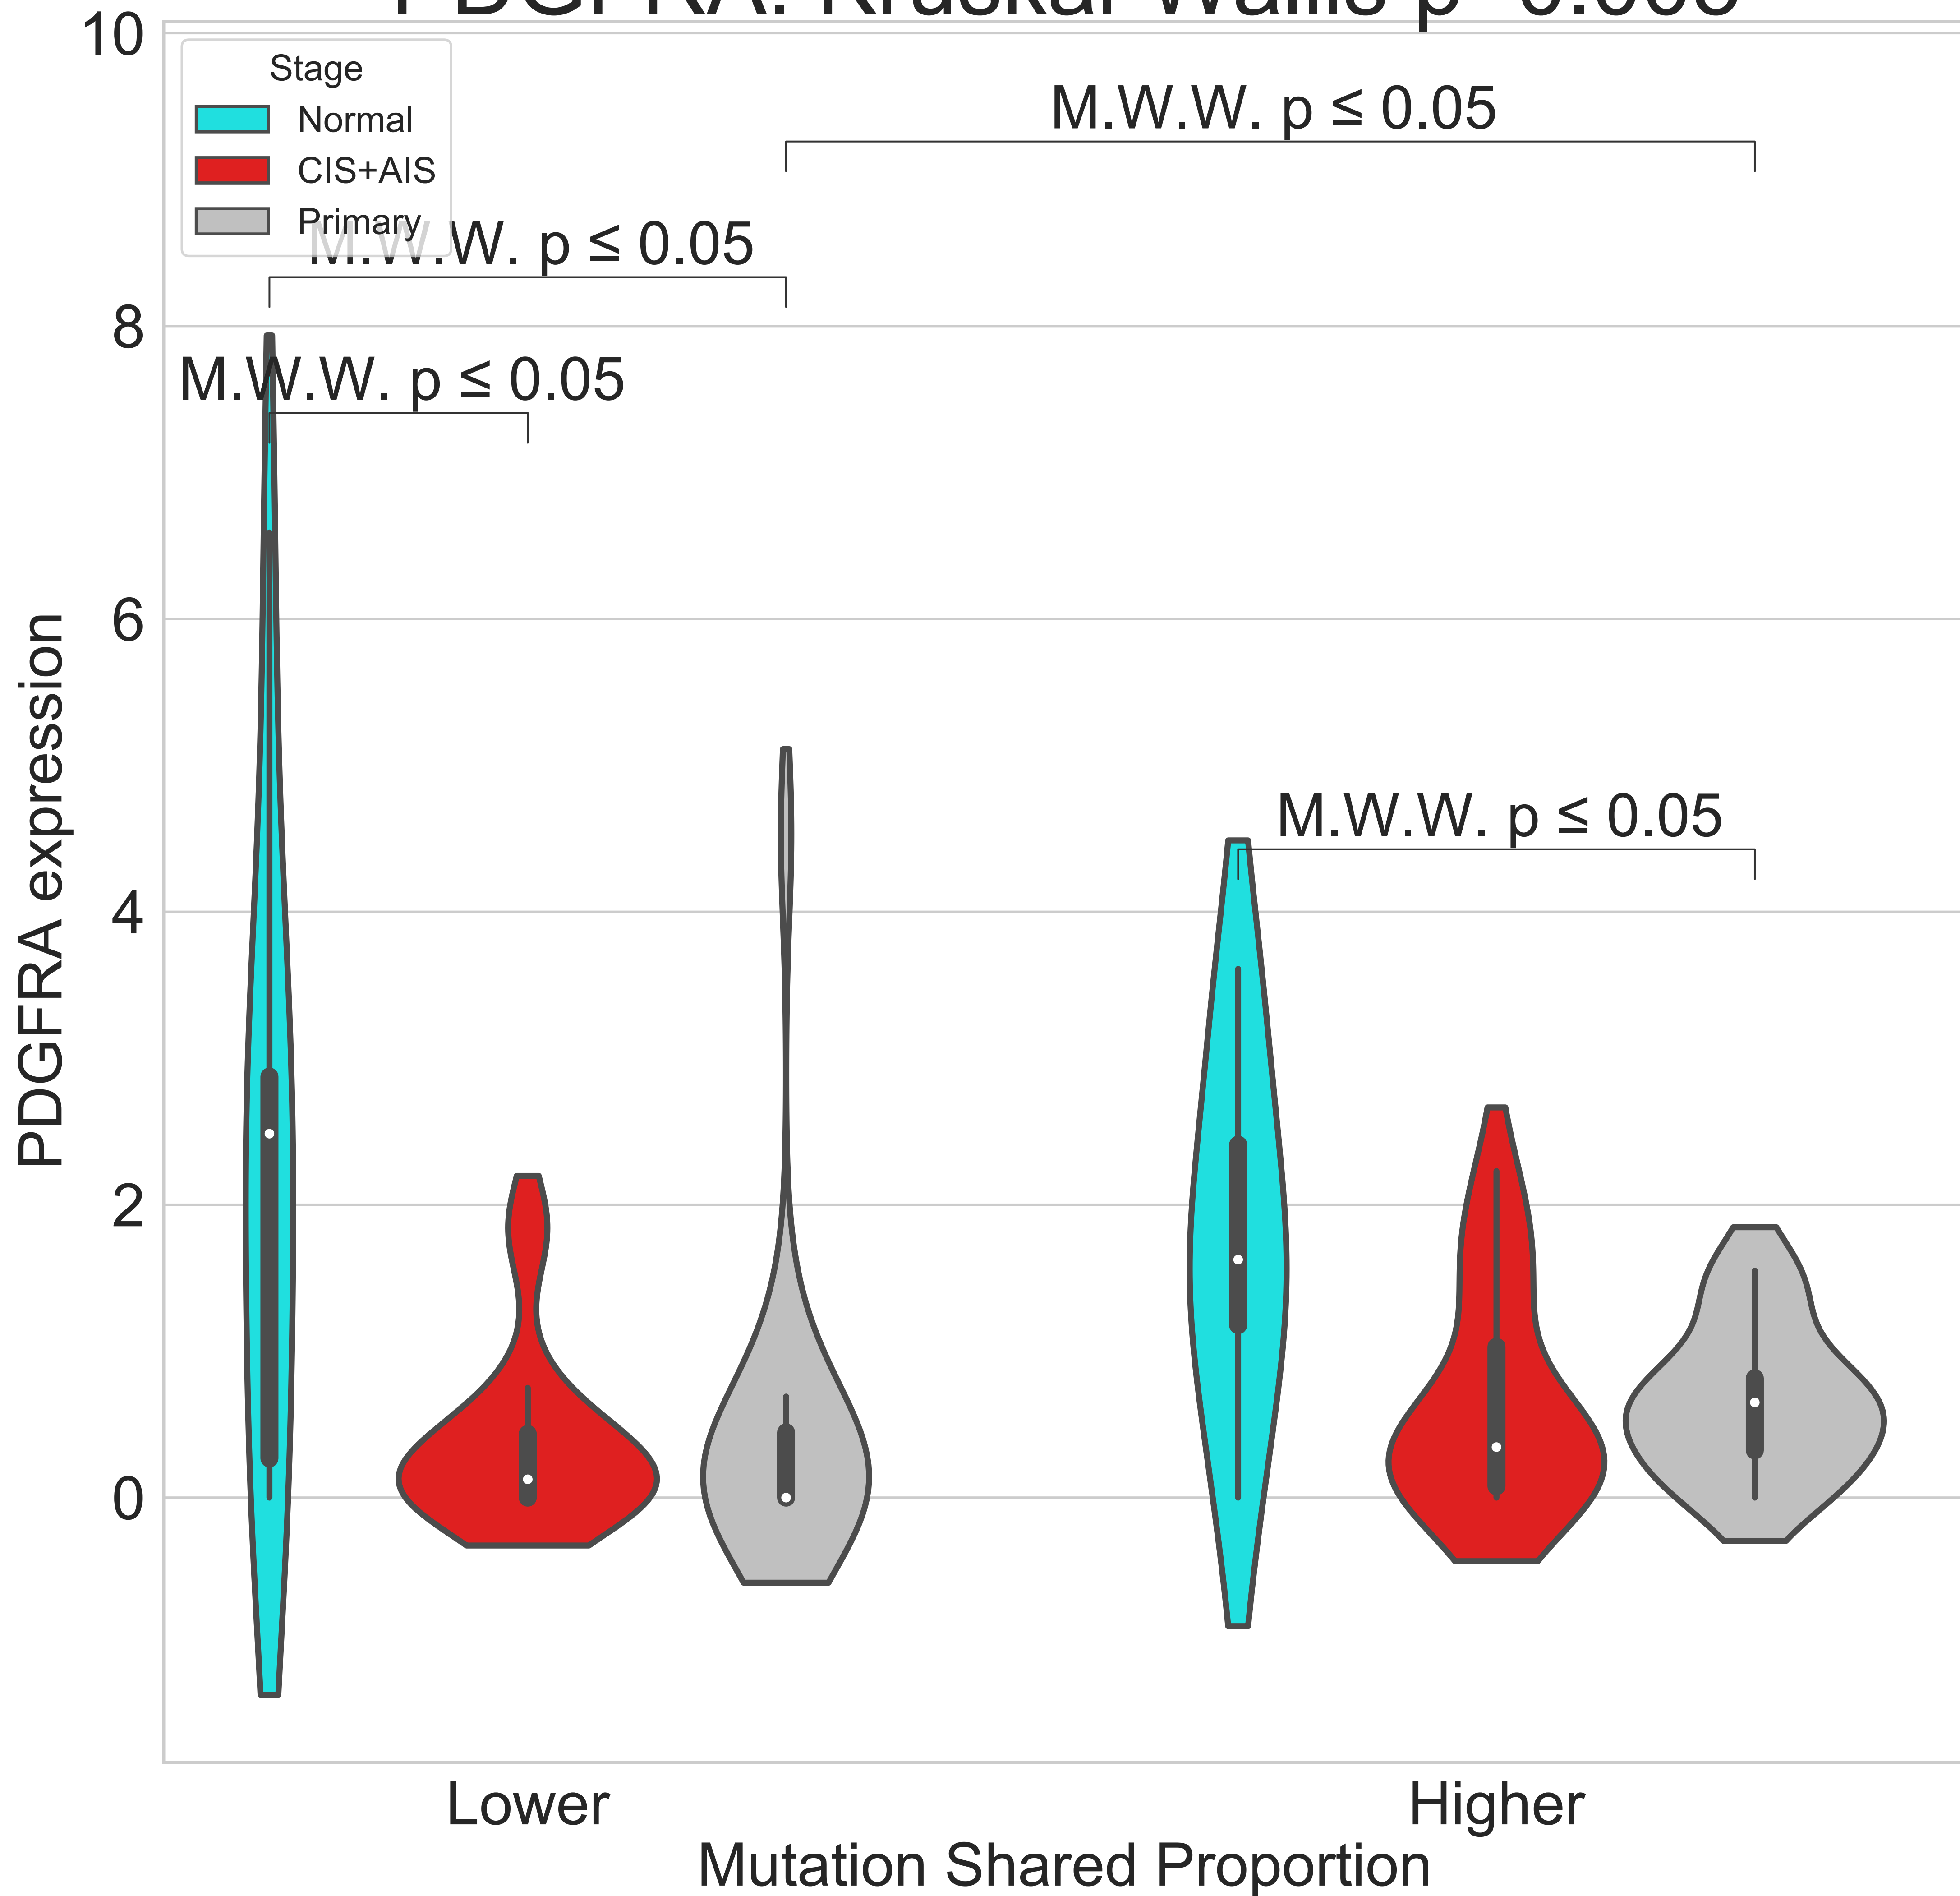 10
Stage
Normal
CIS+AIS
Primary
M.W.W. p ≤ 0.05
M.W.W. p ≤ 0.05
8
M.W.W. p ≤ 0.05
6
M.W.W. p ≤ 0.05
4
2
0
PDGFRA expression
Lower
Higher
Mutation Shared Proportion